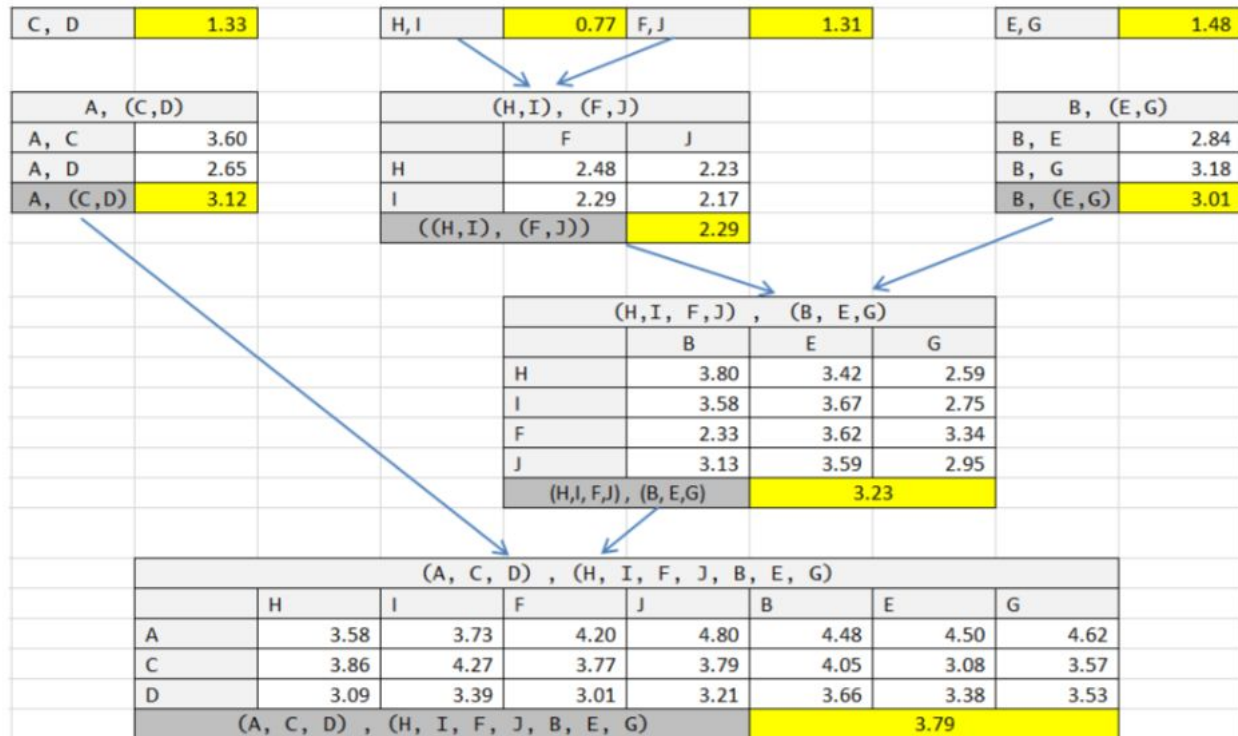 C, D 1.33 H, I 0.77 F, J 1.31 E, G 1.48
A, (C,D) (H,I), (F,J) B, (E,G)
A, C 3.60 F J B, E 2.84
A, D 2.65 H 2.48 2.23 B, G 3.18
A, (C,D) 3.12 I 2.29 2.17 B, (E,G) 3.01
((H,I), (F,J)) 2.29
(H,I, F,J) , (B, E,G)
B E G
H 3.80 3.42 2.59
I 3.58 3.67 2.75
F 2.33 3.62 3.34
J 3.13 3.59 2.95
(H,I, F,J) , (B, E,G) 3.23
(A, C, D) , (H, I, F, J, B, E, G)
H I F J B E G
A 3.58 3.73 4.20 4.80 4.48 4.50 4.62
C 3.86 4.27 3.77 3.79 4.05 3.08 3.57
D 3.09 3.39 3.01 3.21 3.66 3.38 3.53
(A, C, D) , (H, I, F, J, B, E, G) 3.79